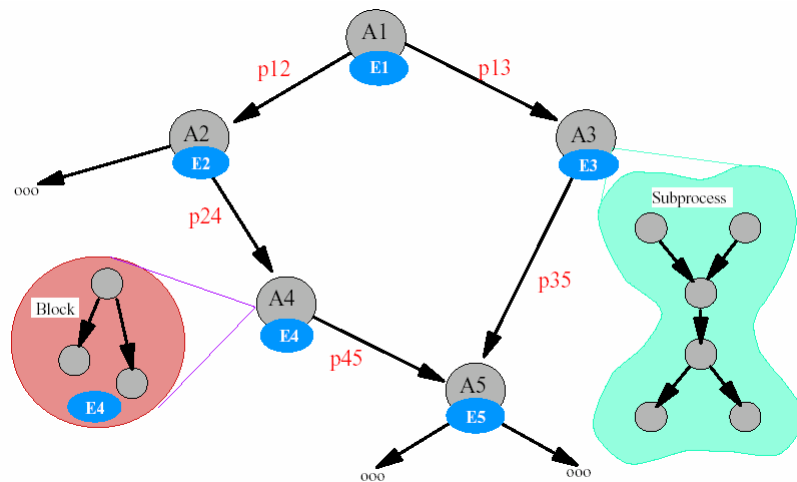 A1
E1
p12
p13
A2
E2
A3
E3
ooo
p24
Subprocess
p35
A4
E4
Block
p45
E4
A5
E5
ooo
ooo